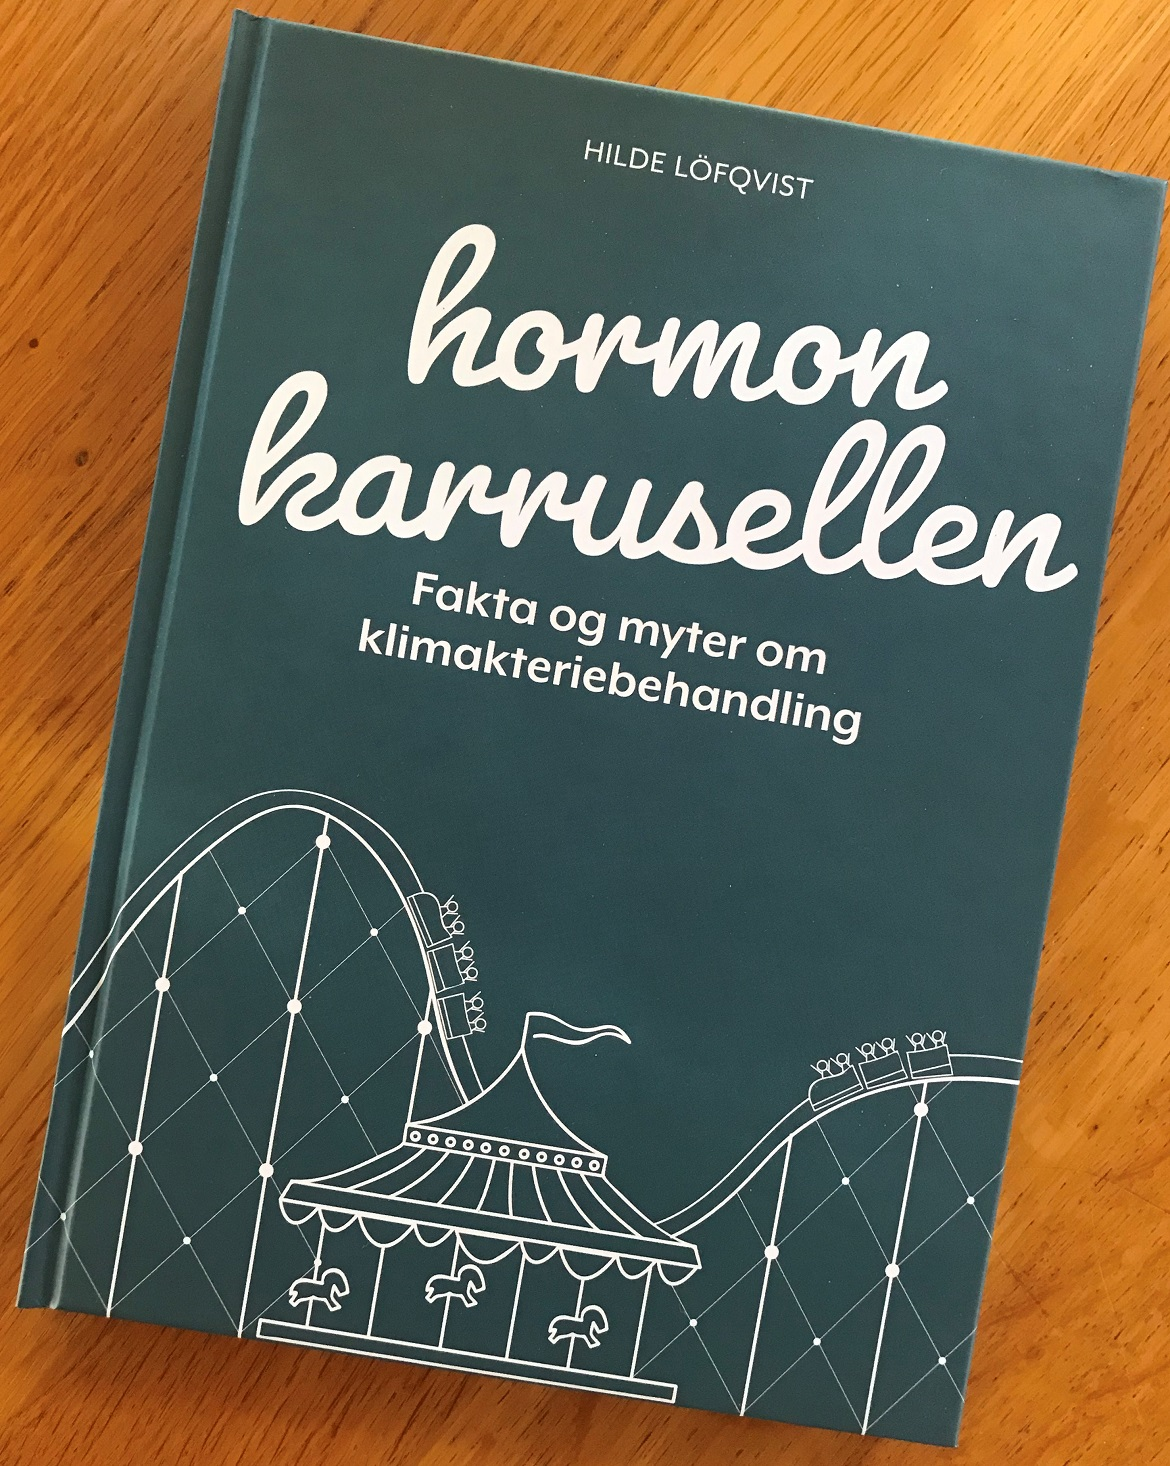 HILDE LÖFQVIST
hormon
karrusellen
Fakta og myter om
klimakteriebehandling